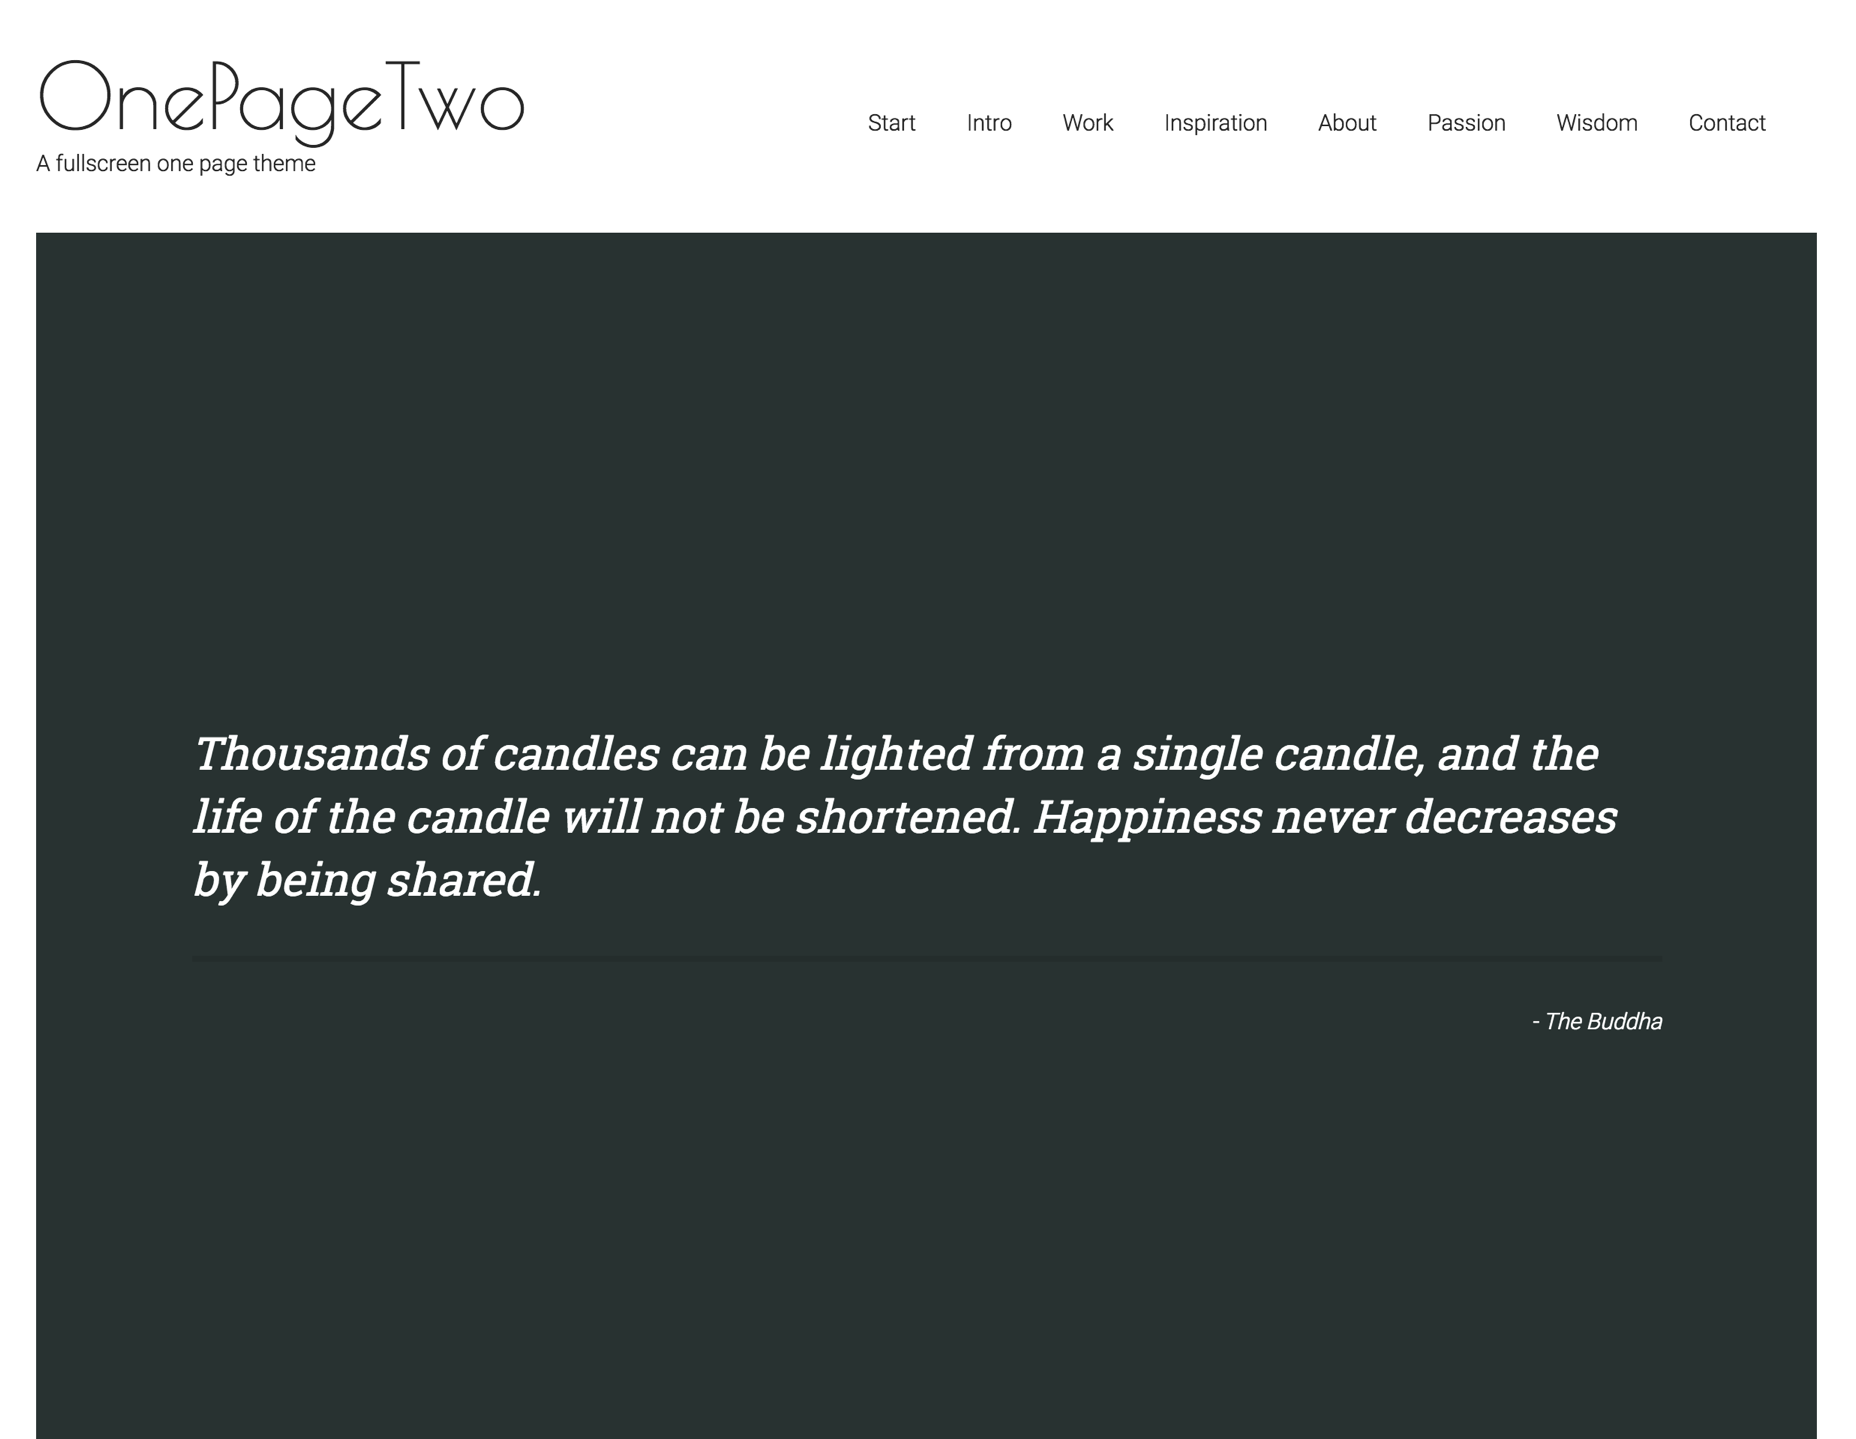 OnePageTwo
A fullscreen one page theme
Start Intro Work Inspiration About Passion Wisdom Contact
Thousands of candles can be lighted from a single candle, and the
life of the candle will not be shortened. Happiness never decreases
by being shared.
- The Buddha